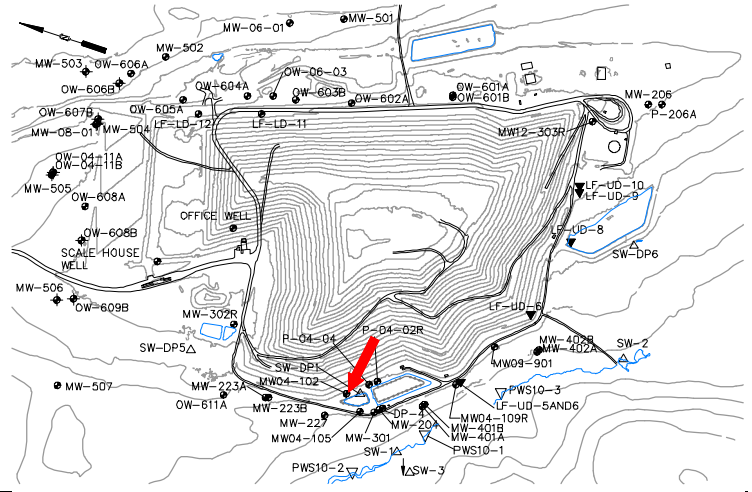 MW-06-01
MW-501
MW-502
MW-503
OW-606A
OW-606B
OW-06-03
OW-604A
OW-603B
OW-602A
OW-601A
OW-601B
MW-206
P-206A
OW-607B
OW-605A
LF-LD-12
LF-LD-11
MW-08-01
MW-504
MW12-303R
OW-04-11A
OW-04-11B
MW-505
OW-608A
LF-UD-10
LF-UD-9
OFFICE WELL
OW-608B
LF-UD-8
SW-DP6
SCALE HOUSE
WELL
MW-506
OW-609B
MW-302R
LF-UD-6
P-04-04
P-04-02R
SW-DP5
SW-DP1
MW-402B
MW-402A
SW-2
MW09-901
MW-507
MW-223A
MW04-102
PWS10-3
OW-611A
MW-223B
LF-UD-5AND6
MW-227
DP-4
MW04-109R
MW-204
MW-401B
MW04-105
MW-301
MW-401A
SW-1
PWS10-1
PWS10-2
SW-3